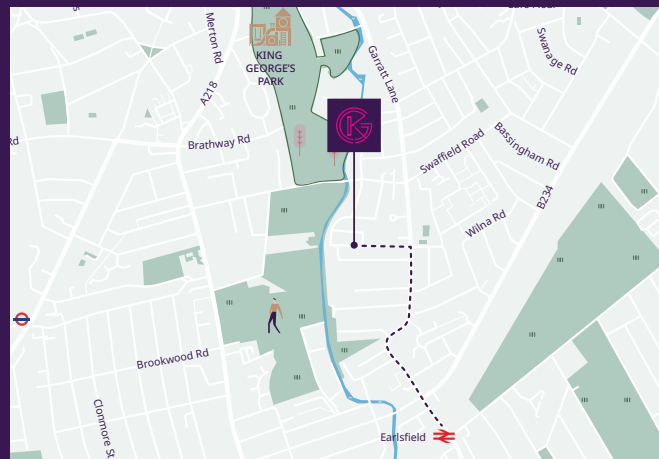 Merton Rd
KING
GEORGE'S
PARK
Garratt Lane
Swanage Rd
A218
Rd
Brathway Rd
Swaffield Road
Bassingham Rd
B234
Wilna Rd
Brookwood Rd
Clonmore St
Earlsfield